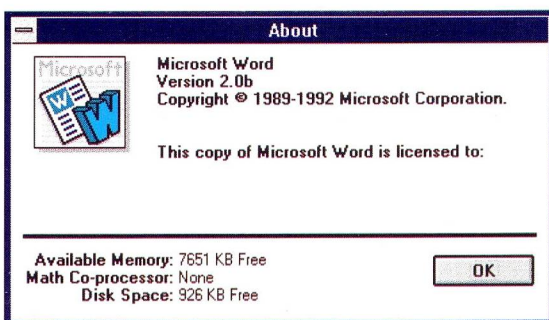 About
Microsoft
Microsoft Word
Version 2.0b
Copyright © 1989-1992 Microsoft Corporation.
This copy of Microsoft Word is licensed to:
Available Memory: 7651 KB Free
Math Co-processor: None
Disk Space: 926 KB Free
OK